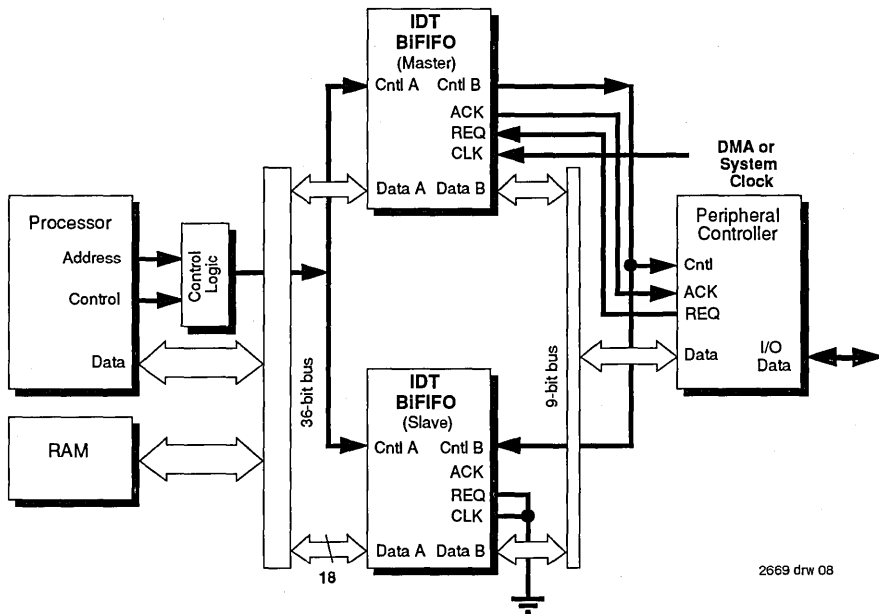 IDT
BiFIFO
(Master)
Cntl A Cntl B
ACK
REQ
CLK
Data A Data B
DMA or
System
Clock
Processor
Address
Control
Data
Control
Logic
RAM
36-bit bus
9-bit bus
Peripheral
Controller
Cntl
ACK
REQ
Data
I/O
Data
IDT
BiFIFO
(Slave)
Cntl A Cntl B
ACK
REQ
CLK
Data A Data B
18
2669 drw 08